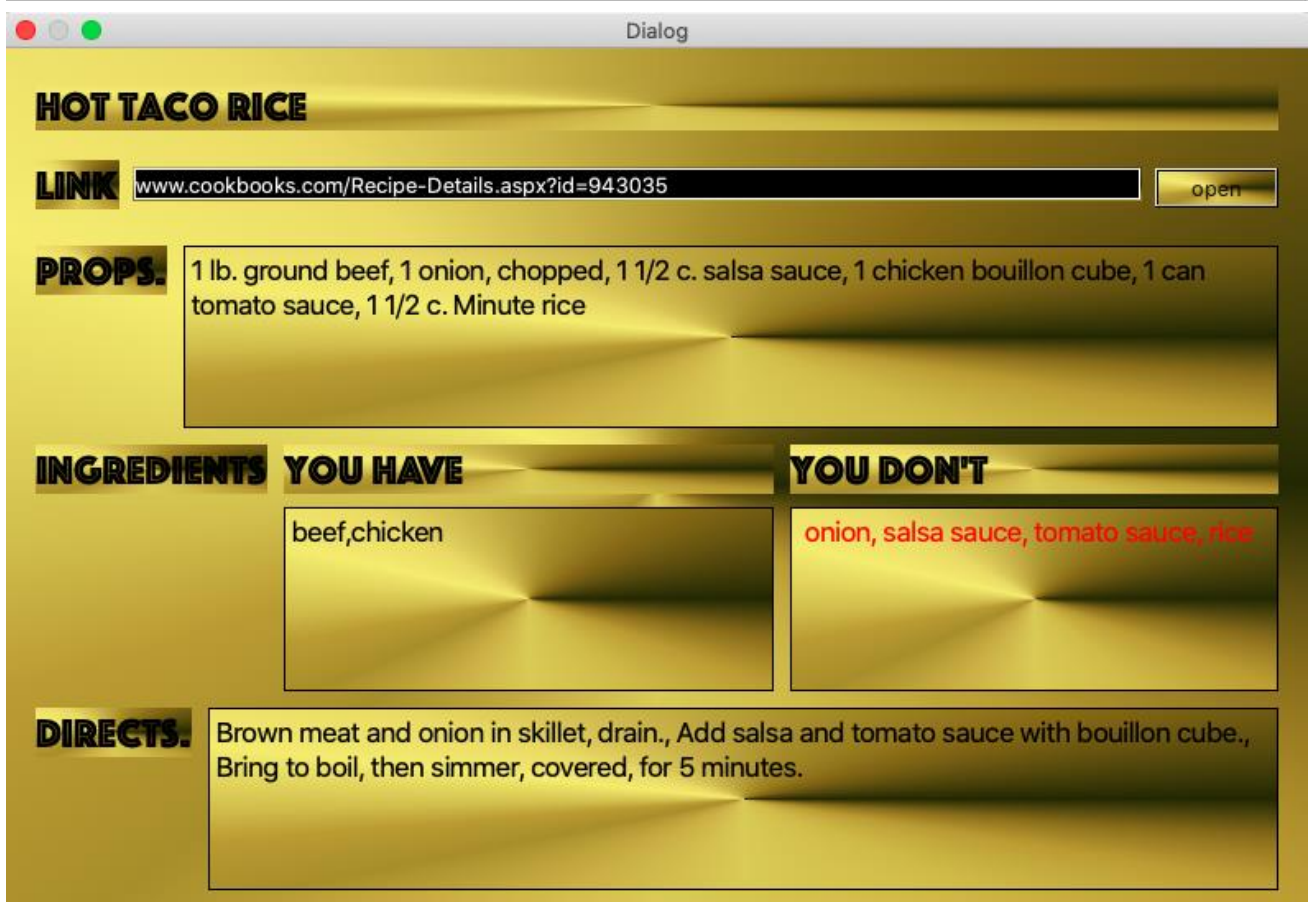 Dialog
HOT TACO RICE
LINK www.cookbooks.com/Recipe-Details.aspx?id=943035 open
PROPS. 1 lb. ground beef, 1 onion, chopped, 1 1/2 c. salsa sauce, 1 chicken bouillon cube, 1 can
tomato sauce, 1 1/2 c. Minute rice
INGREDIENTS YOU HAVE YOU DON'T
beef,chicken onion, salsa sauce, tomato sauce, rice
DIRECTS. Brown meat and onion in skillet, drain., Add salsa and tomato sauce with bouillon cube.,
Bring to boil, then simmer, covered, for 5 minutes.